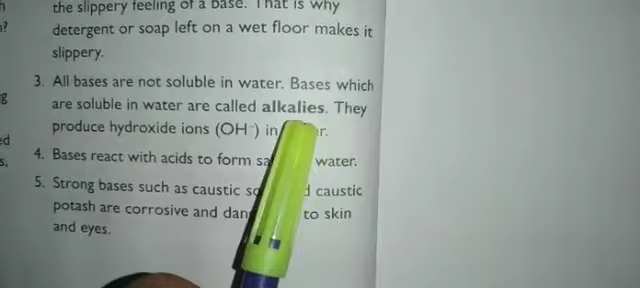 the slippery feeling of a base. That is why
detergent or soap left on a wet floor makes it
slippery.
3. All bases are not soluble in water. Bases which
are soluble in water are called alkalies. They
produce hydroxide ions (OH⁻) in
4. Bases react with acids to form water.
5. Strong bases such as caustic caustic
potash are corrosive and to skin
and eyes.